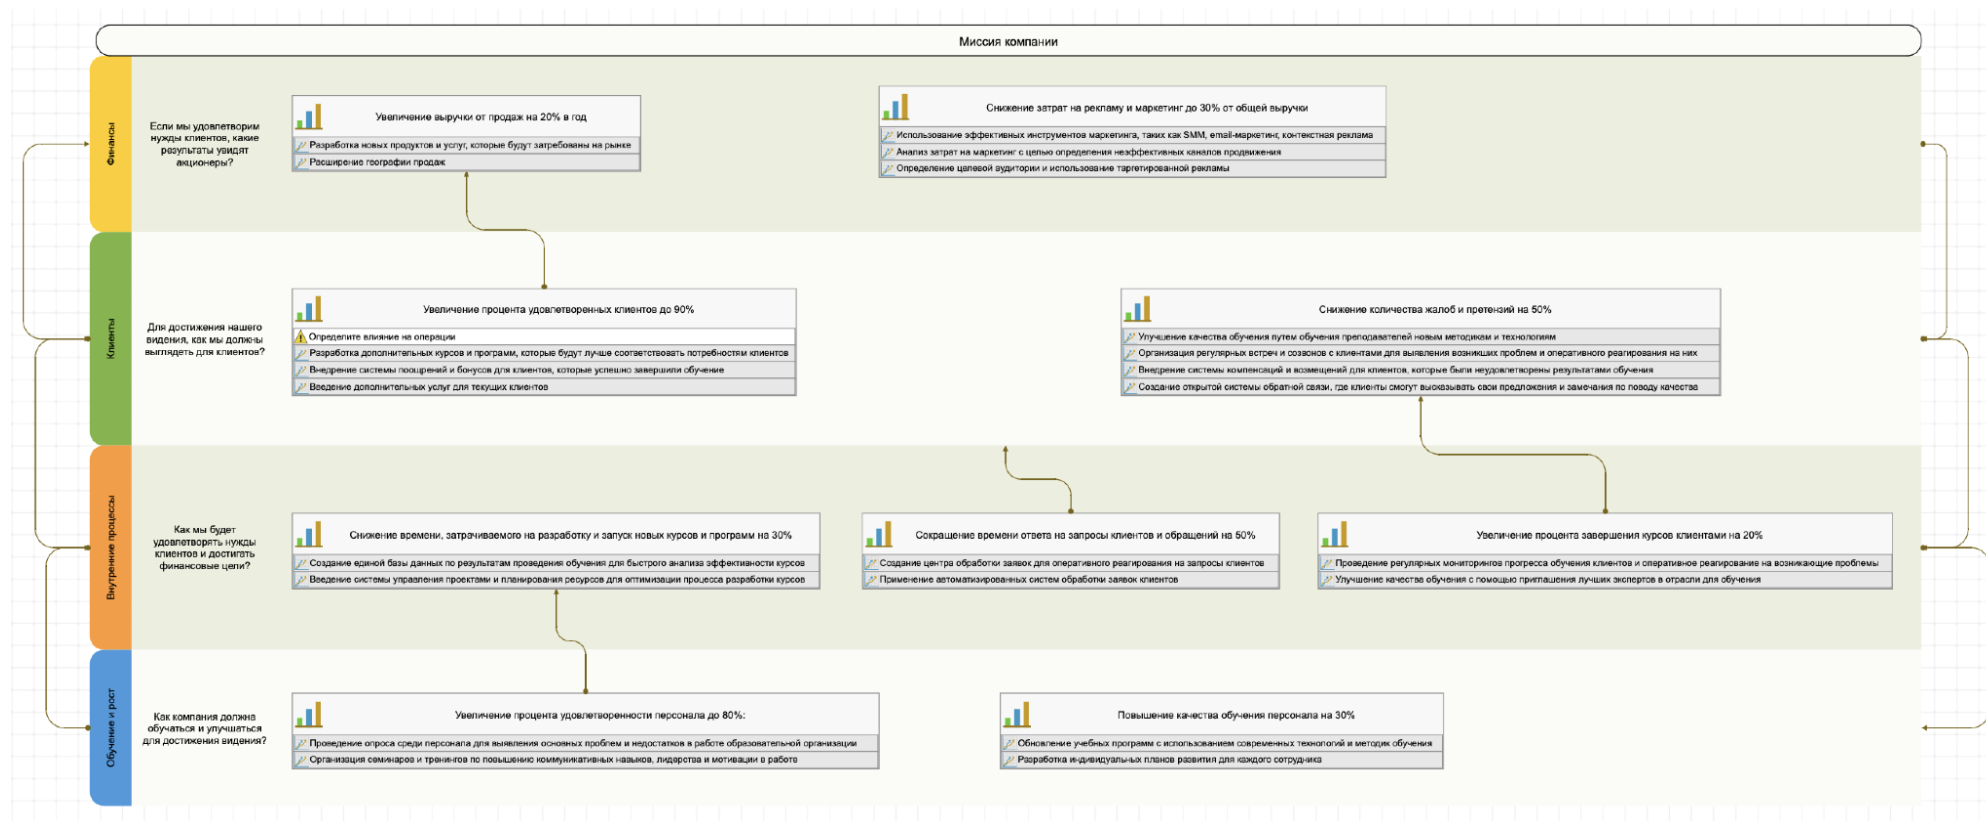 Миссия компании
Финансы
Если мы удовлетворим
нужды клиентов, какие
результаты увидят
акционеры?
Увеличение выручки от продаж на 20% в год
Разработка новых продуктов и услуг, которые будут затребованы на рынке
Расширение географии продаж
Снижение затрат на рекламу и маркетинг до 30% от общей выручки
Использование эффективных инструментов маркетинга, таких как SMM, email-маркетинг, контекстная реклама
Анализ затрат на маркетинг с целью определения неэффективных каналов продвижения
Определение целевой аудитории и использование таргетированной рекламы
Клиенты
Для достижения нашего
видения, как мы должны
выглядеть для клиентов?
Увеличение процента удовлетворенных клиентов до 90%
Определите влияние на операции
Разработка дополнительных курсов и программ, которые будут лучше соответствовать потребностям клиентов
Внедрение системы поощрений и бонусов для клиентов, которые успешно завершили обучение
Введение дополнительных услуг для текущих клиентов
Снижение количества жалоб и претензий на 50%
Улучшение качества обучения путем обучения преподавателей новым методикам и технологиям
Организация регулярных встреч и созвонов с клиентами для выявления возникших проблем и оперативного реагирования на них
Внедрение системы компенсаций и возмещений для клиентов, которые были неудовлетворены результатами обучения
Создание открытой системы обратной связи, где клиенты смогут высказывать свои предложения и замечания по поводу качества
Внутренние процессы
Как мы будет
удовлетворять нужды
клиентов и достигать
финансовые цели?
Снижение времени, затрачиваемого на разработку и запуск новых курсов и программ на 30%
Создание единой базы данных по результатам проведения обучения для быстрого анализа эффективности курсов
Введение системы управления проектами и планирования ресурсов для оптимизации процесса разработки курсов
Сокращение времени ответа на запросы клиентов и обращений на 50%
Создание центра обработки заявок для оперативного реагирования на запросы клиентов
Применение автоматизированных систем обработки заявок клиентов
Увеличение процента завершения курсов клиентами на 20%
Проведение регулярных мониторингов прогресса обучения клиентов и оперативное реагирование на возникающие проблемы
Улучшение качества обучения с помощью приглашения лучших экспертов в отрасли для обучения
Обучение и рост
Как компания должна
обучаться и улучшаться
для достижения видения?
Увеличение процента удовлетворенности персонала до 80%:
Проведение опроса среди персонала для выявления основных проблем и недостатков в работе образовательной организации
Организация семинаров и тренингов по повышению коммуникативных навыков, лидерства и мотивации в работе
Повышение качества обучения персонала на 30%
Обновление учебных программ с использованием современных технологий и методик обучения
Разработка индивидуальных планов развития для каждого сотрудника